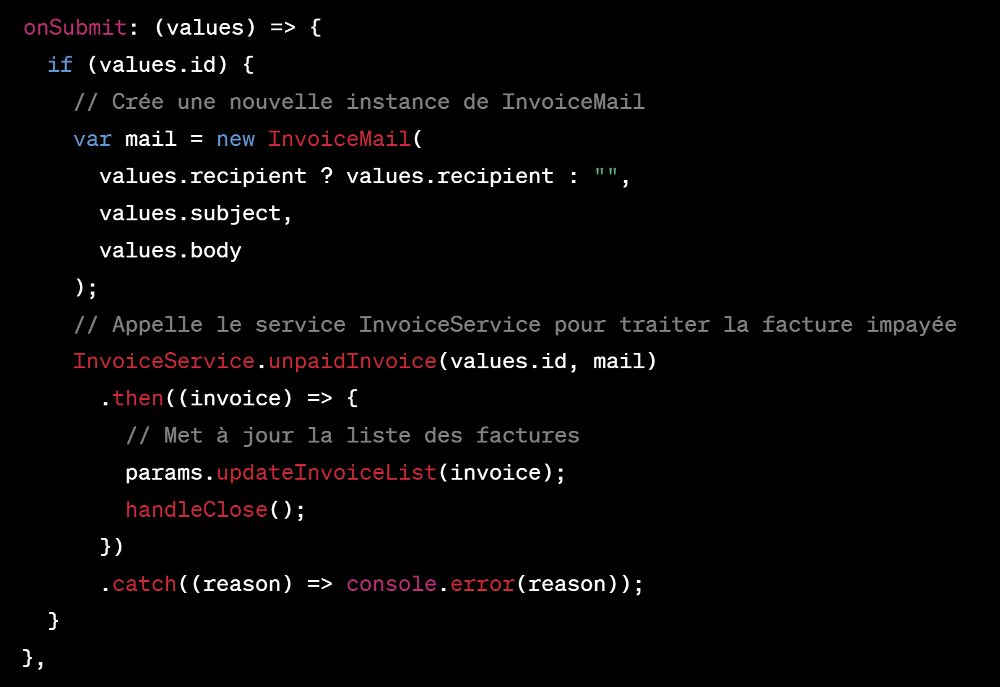 onSubmit: (values) => {
if (values.id) {
// Crée une nouvelle instance de InvoiceMail
var mail = new InvoiceMail(
values.recipient ? values.recipient : "",
values.subject,
values.body
);
// Appelle le service InvoiceService pour traiter la facture impayée
InvoiceService.unpaidInvoice(values.id, mail)
.then((invoice) => {
// Met à jour la liste des factures
params.updateInvoiceList(invoice);
handleClose();
})
.catch((reason) => console.error(reason));
}
},